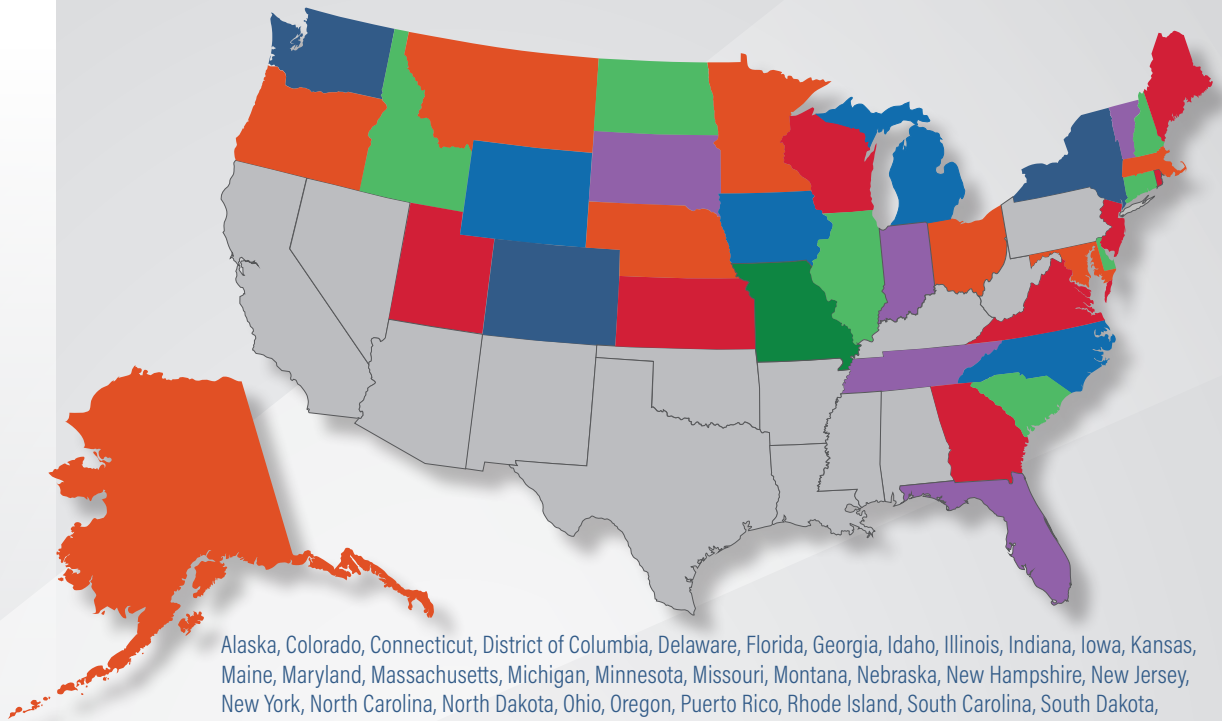 Alaska, Colorado, Connecticut, District of Columbia, Delaware, Florida, Georgia, Idaho, Illinois, Indiana, Iowa, Kansas,
Maine, Maryland, Massachusetts, Michigan, Minnesota, Missouri, Montana, Nebraska, New Hampshire, New Jersey,
New York, North Carolina, North Dakota, Ohio, Oregon, Puerto Rico, Rhode Island, South Carolina, South Dakota,